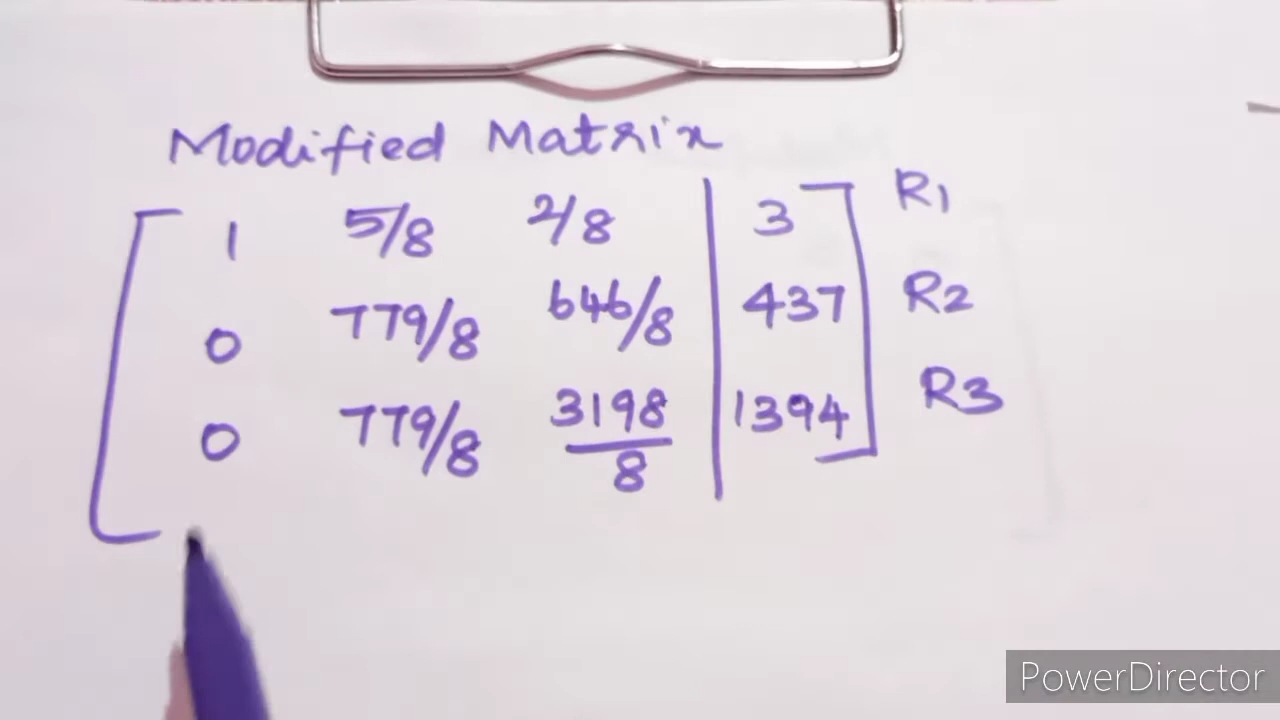 Modified Matrix
1 5/8 2/8 3 R1
0 779/8 646/8 437 R2
0 779/8 3198/8 1394 R3
PowerDirector